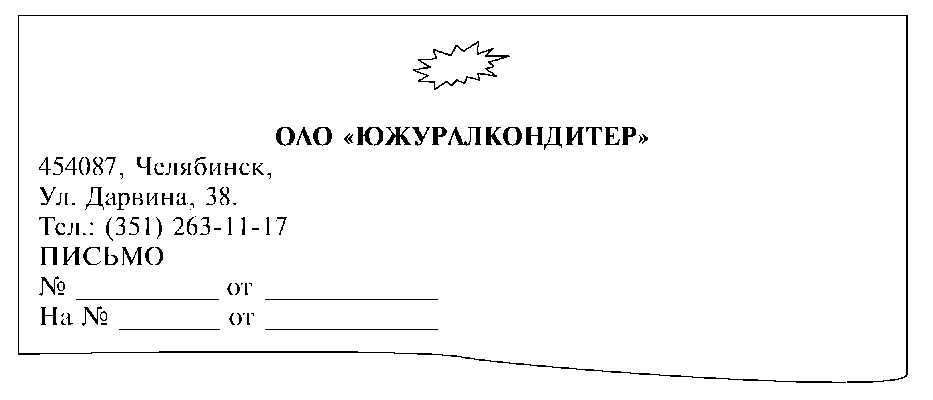 ОАО «ЮЖУРАЛКОНДИТЕР»
454087, Челябинск,
Ул. Дарвина, 38.
Тел.: (351) 263-11-17
ПИСЬМО
№ __________ от ____________
На № _______ от ____________